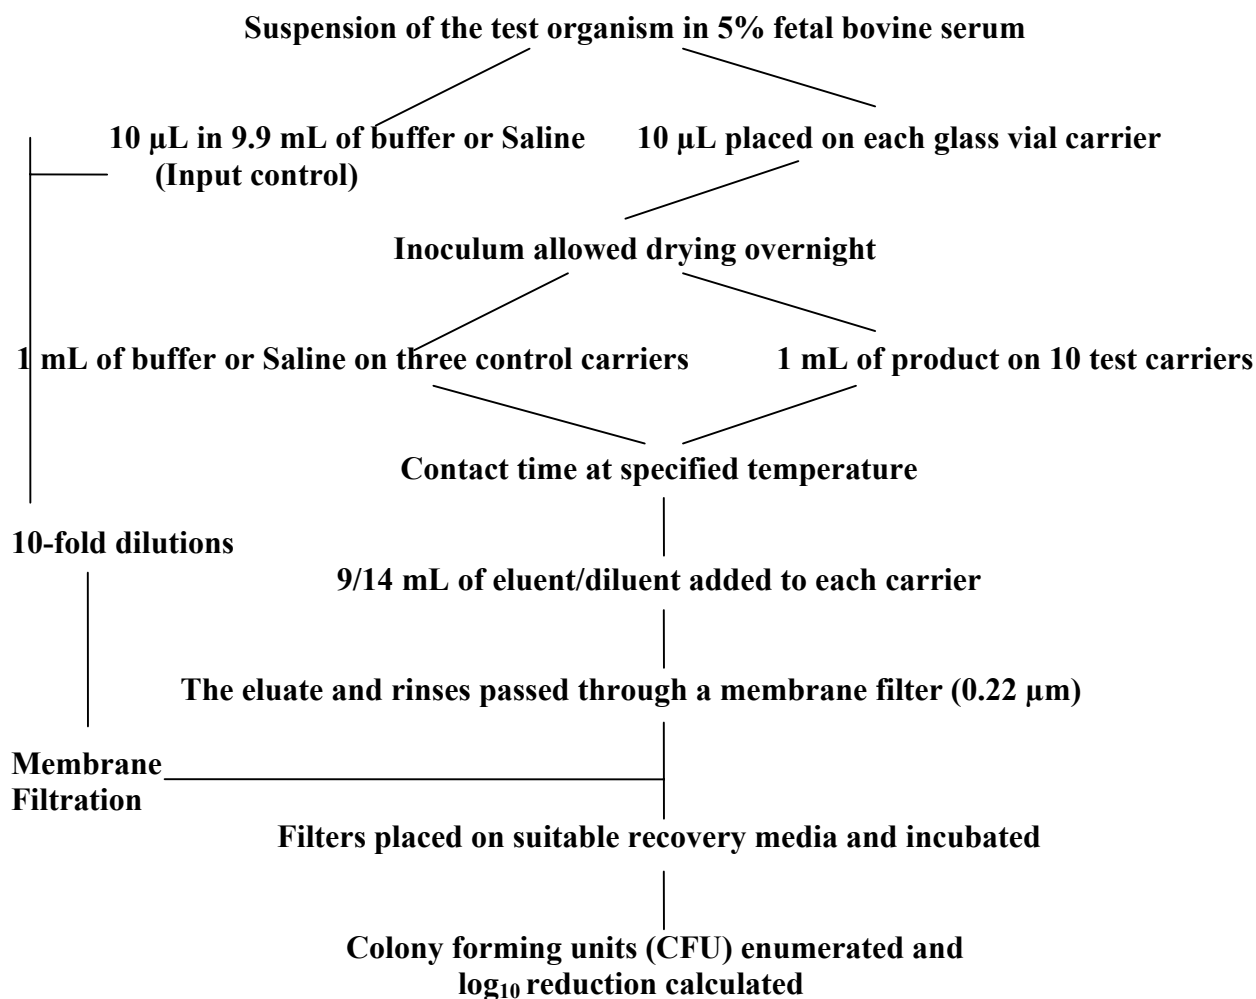 Suspension of the test organism in 5% fetal bovine serum
10 µL in 9.9 mL of buffer or Saline
(Input control)
10 µL placed on each glass vial carrier
Inoculum allowed drying overnight
1 mL of buffer or Saline on three control carriers
1 mL of product on 10 test carriers
Contact time at specified temperature
10-fold dilutions
9/14 mL of eluent/diluent added to each carrier
The eluate and rinses passed through a membrane filter (0.22 µm)
Membrane
Filtration
Filters placed on suitable recovery media and incubated
Colony forming units (CFU) enumerated and
log₁₀ reduction calculated